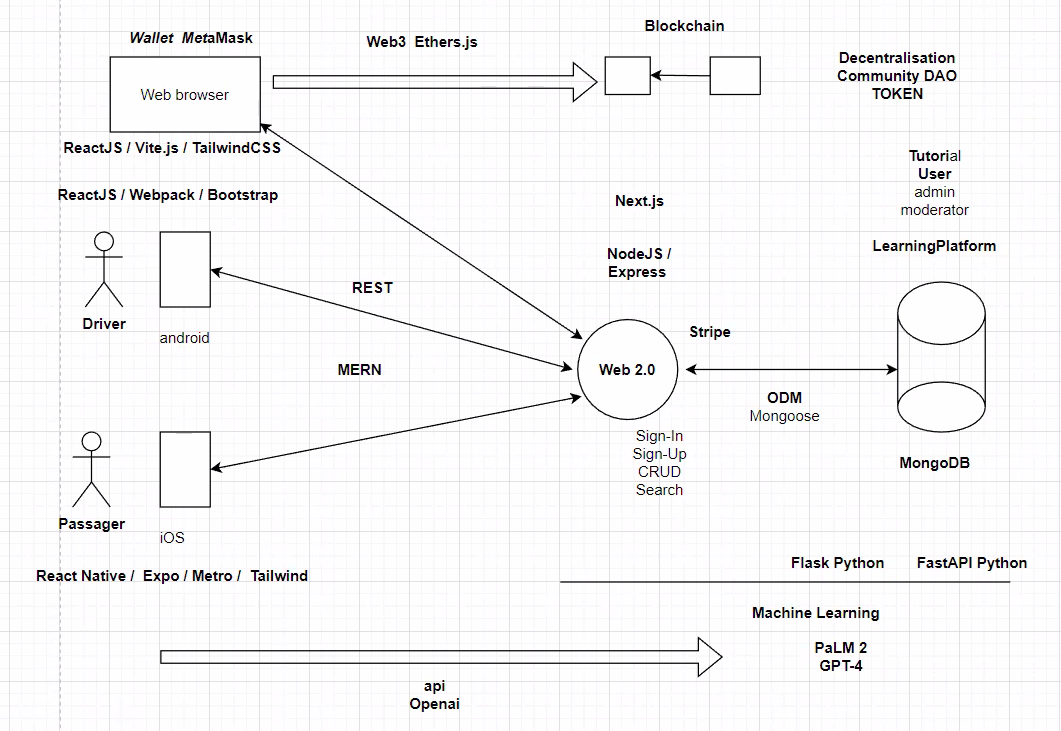 Wallet MetaMask
Web3 Ethers.js
Blockchain
Web browser
Decentralisation
Community DAO
TOKEN
ReactJS / Vite.js / TailwindCSS
ReactJS / Webpack / Bootstrap
Tutorial
User
admin
moderator
LearningPlatform
Next.js
NodeJS /
Express
Driver
android
REST
MERN
Web 2.0
Stripe
ODM
Mongoose
Sign-In
Sign-Up
CRUD
Search
MongoDB
Passager
iOS
React Native / Expo / Metro / Tailwind
Flask Python
FastAPI Python
Machine Learning
PaLM 2
GPT-4
api
Openai